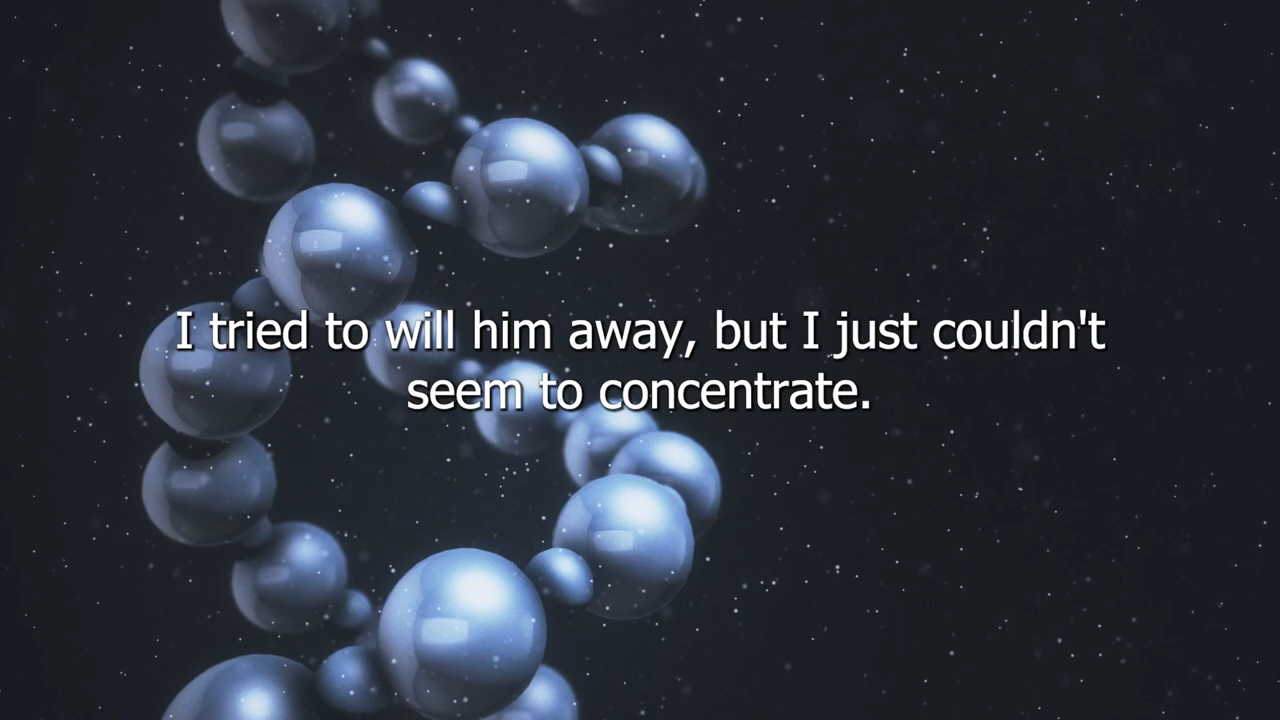 I tried to will him away, but I just couldn't
seem to concentrate.